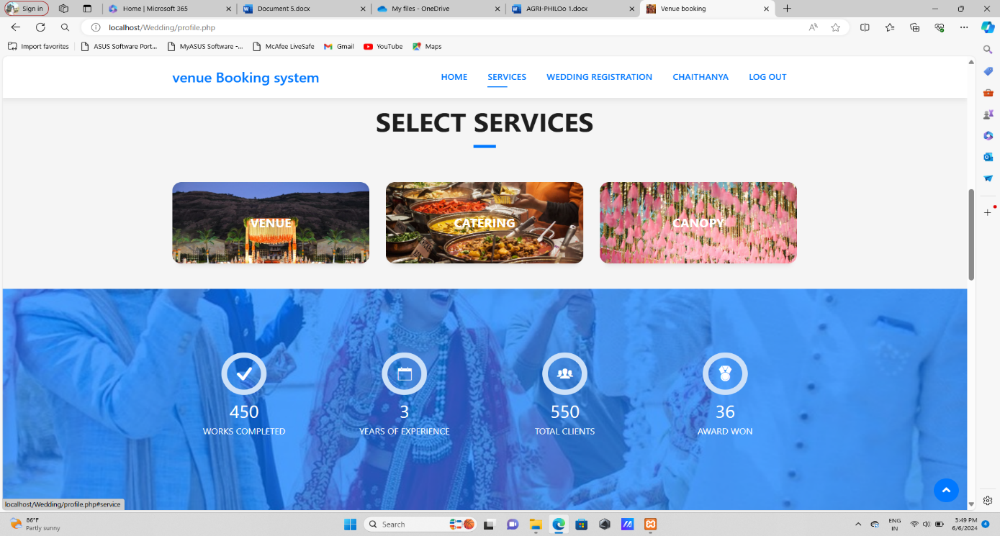 Sign in
Home | Microsoft 365
Document 5.docx
My files - OneDrive
AGRI-PHILOo 1.docx
Venue booking
localhost/Wedding/profile.php
Import favorites
ASUS Software Port...
MyASUS Software -...
McAfee LiveSafe
Gmail
YouTube
Maps
venue Booking system
HOME
SERVICES
WEDDING REGISTRATION
CHAITHANYA
LOG OUT
SELECT SERVICES
VENUE
CATERING
CANOPY
450
3
550
36
WORKS COMPLETED
YEARS OF EXPERIENCE
TOTAL CLIENTS
AWARD WON
localhost/Wedding/profile.php#service
86°F
Partly sunny
Search
ENG
IN
3:49 PM
6/6/2024
4